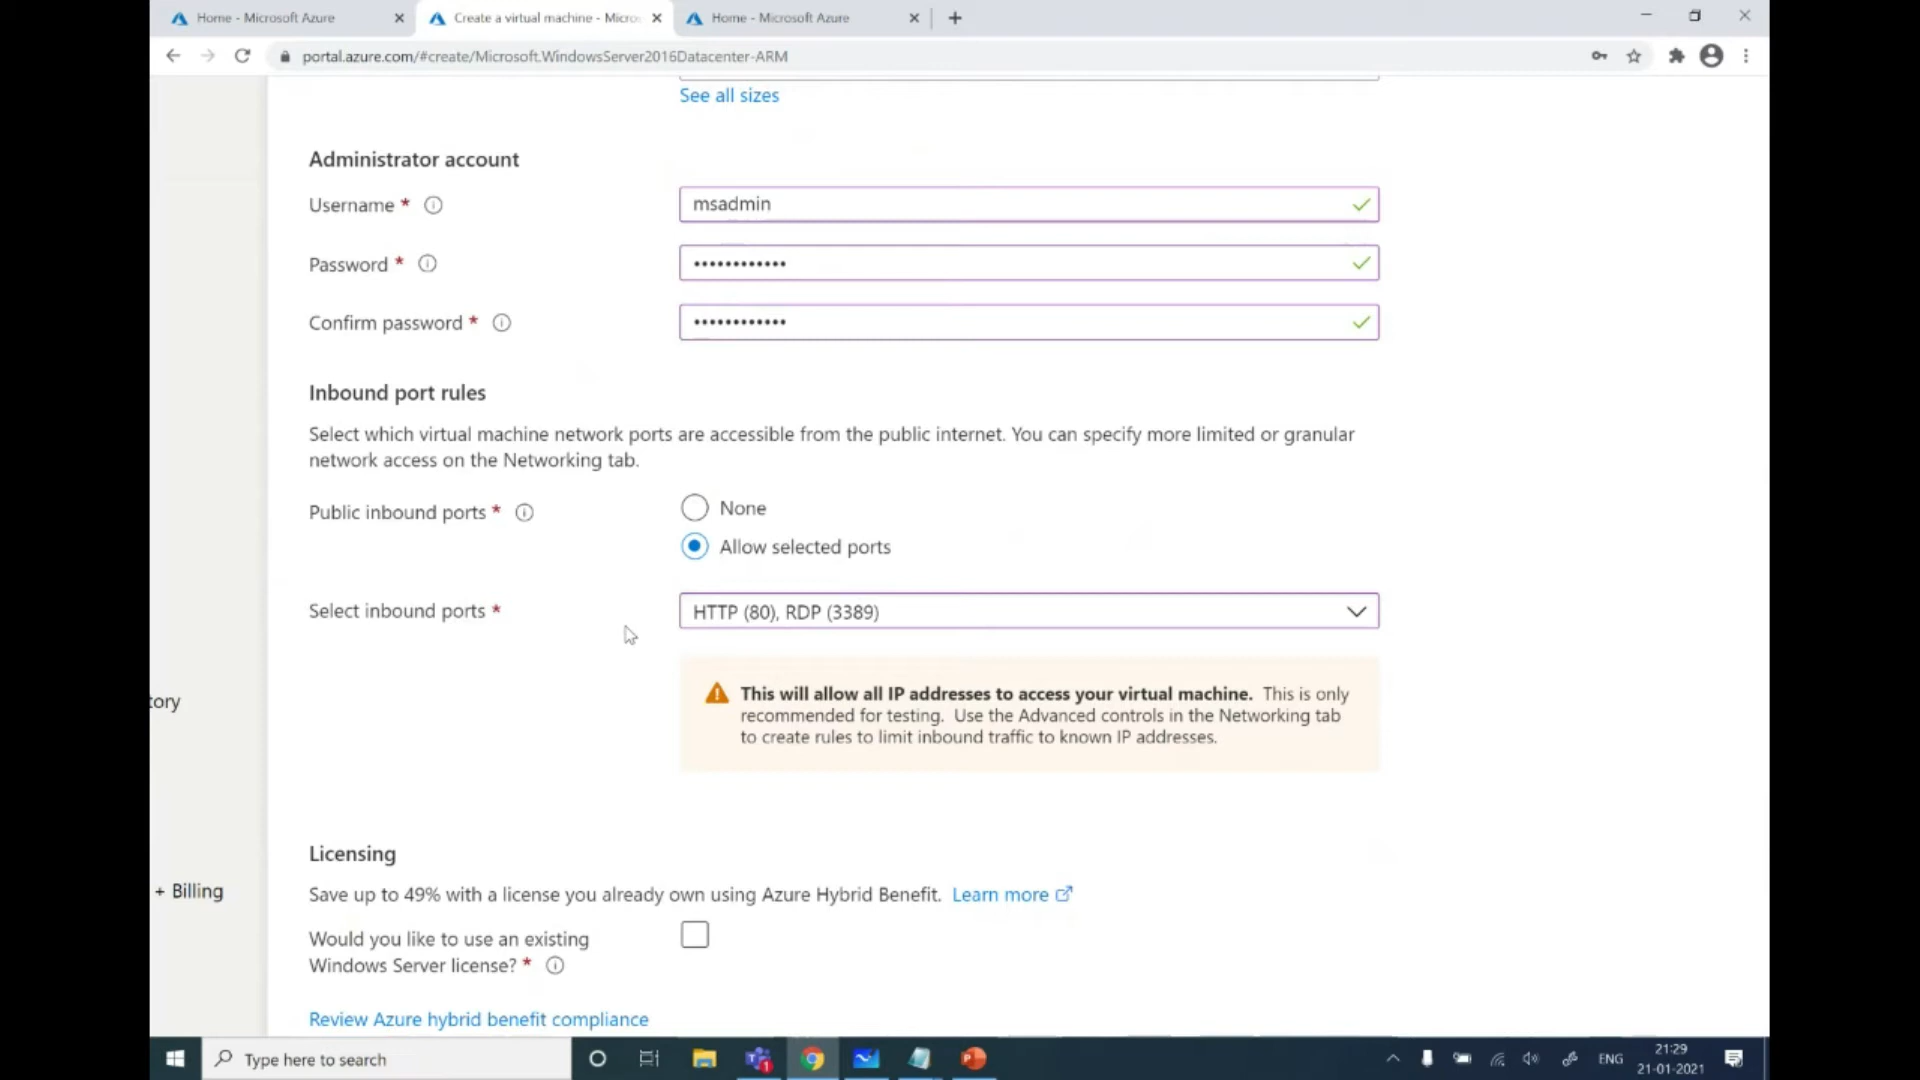 Home - Microsoft Azure
Create a virtual machine - Micro
Home - Microsoft Azure
portal.azure.com/#create/Microsoft.WindowsServer2016Datacenter-ARM
See all sizes
Administrator account
Username *
msadmin
Password *
••••••••••••
Confirm password *
••••••••••••
Inbound port rules
Select which virtual machine network ports are accessible from the public internet. You can specify more limited or granular
network access on the Networking tab.
Public inbound ports *
None
Allow selected ports
Select inbound ports *
HTTP (80), RDP (3389)
This will allow all IP addresses to access your virtual machine. This is only
recommended for testing. Use the Advanced controls in the Networking tab
to create rules to limit inbound traffic to known IP addresses.
tory
Licensing
+ Billing
Save up to 49% with a license you already own using Azure Hybrid Benefit. Learn more
Would you like to use an existing
Windows Server license? *
Review Azure hybrid benefit compliance
Type here to search
1
ENG
21:29
21-01-2021